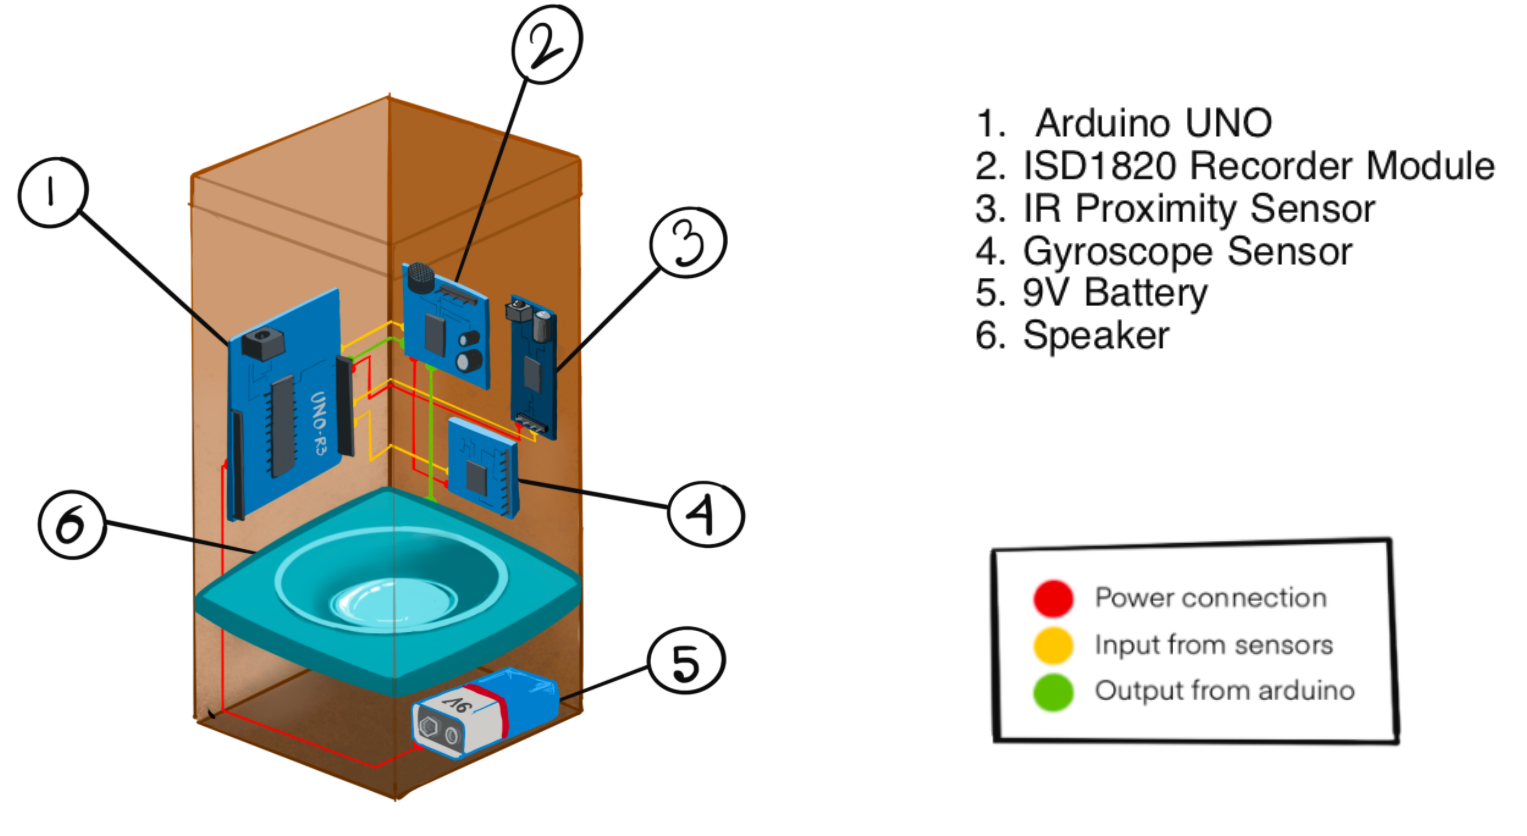 2
1
3
UNO-R3
4
6
5
9V
1. Arduino UNO
2. ISD1820 Recorder Module
3. IR Proximity Sensor
4. Gyroscope Sensor
5. 9V Battery
6. Speaker
Power connection
Input from sensors
Output from arduino